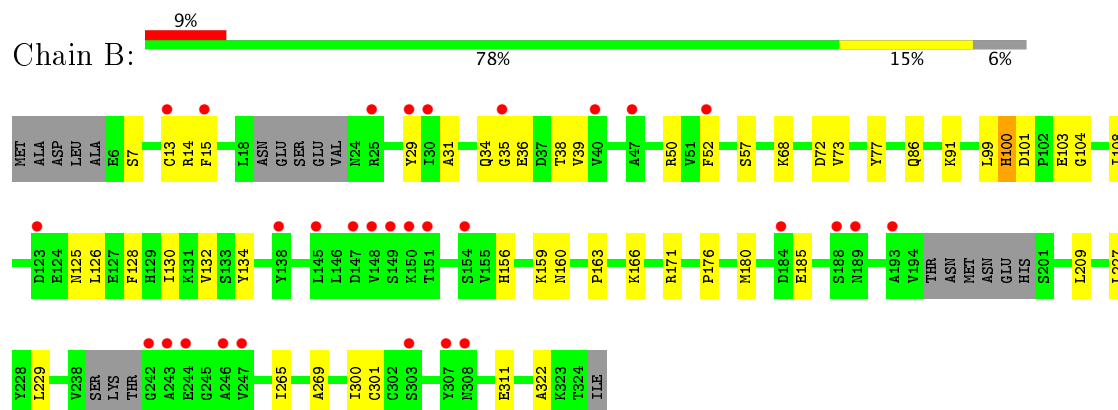 9%
Chain B:
78% 15% 6%
MET ALA ASP LEU ALA E6 S7 C13 R14 F15 L18 ASN GLU SER GLU VAL N24 R25 Y29 I30 A31 Q34 G35 E36 D37 T38 V39 V40 A47 R50 V51 F52 S57 K68 D72 V73 Y77 Q86 K91 L99 H100 D101 P102 E103 G104
D123 E124 N125 L126 E127 F128 H129 I130 K131 V132 S133 Y134 Y138 L145 L146 D147 V148 S149 K150 T151 S154 V155 H156 K159 N160 P163 K166 R171 P176 M180 D184 E185 S188 N189 A193 V194 THR ASN MET ASN GLU HIS S201 L209 L227
Y228 L229 V238 SER LYS THR G242 A243 E244 G245 A246 V247 I265 A269 I300 C301 C302 S303 Y307 N308 E311 A322 K323 T324 ILE